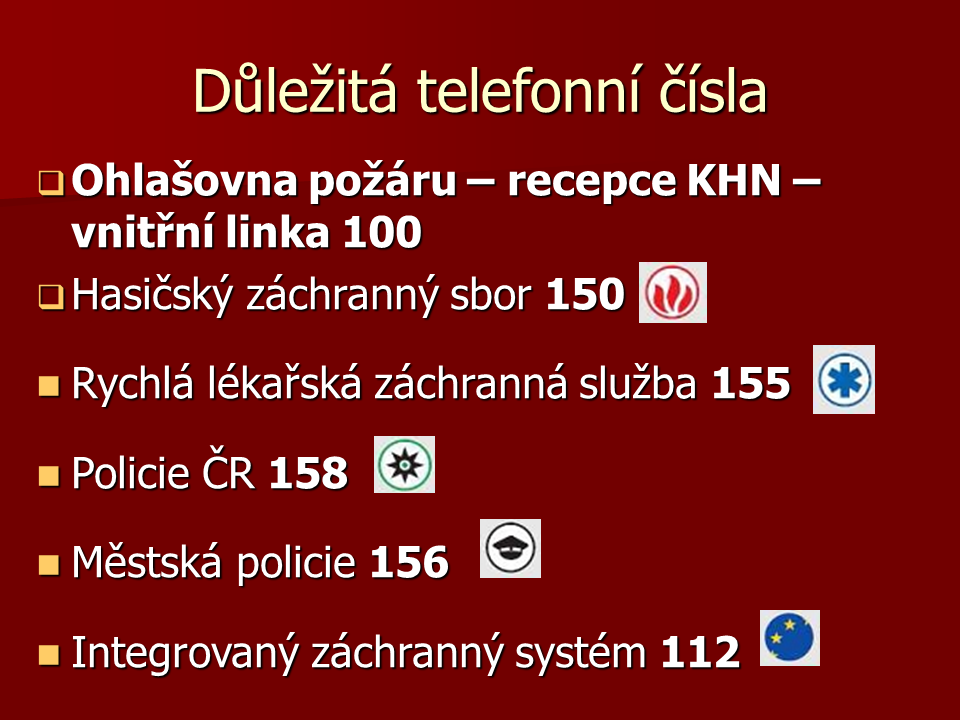 Důležitá telefonní čísla
Ohlašovna požáru – recepce KHN –
vnitřní linka 100
Hasičský záchranný sbor 150
Rychlá lékařská záchranná služba 155
Policie ČR 158
Městská policie 156
Integrovaný záchranný systém 112